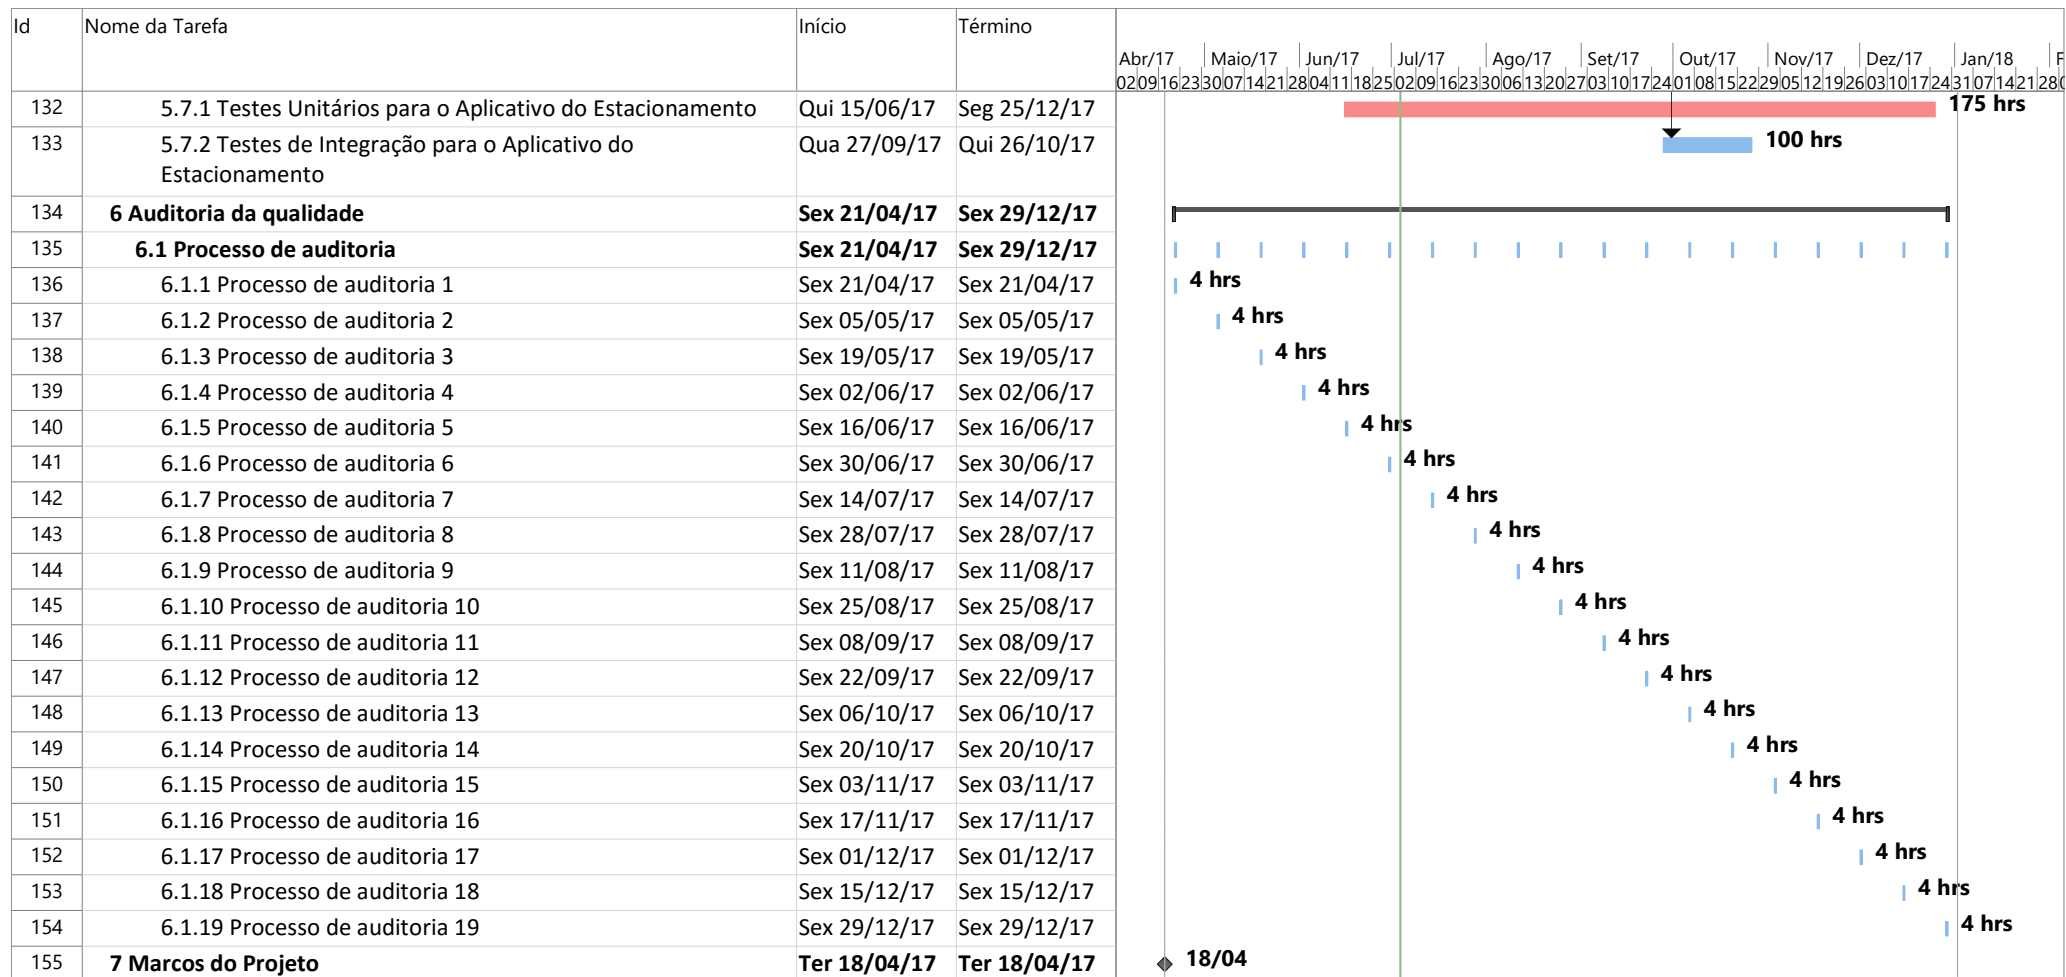 Id Nome da Tarefa Início Término
Abr/17 Maio/17 Jun/17 Jul/17 Ago/17 Set/17 Out/17 Nov/17 Dez/17 Jan/18 F
02 09 16 23 30 07 14 21 28 04 11 18 25 02 09 16 23 30 06 13 20 27 03 10 17 24 01 08 15 22 29 05 12 19 26 03 10 17 24 31 07 14 21 28
132 5.7.1 Testes Unitários para o Aplicativo do Estacionamento Qui 15/06/17 Seg 25/12/17 175 hrs
133 5.7.2 Testes de Integração para o Aplicativo do Qua 27/09/17 Qui 26/10/17 100 hrs
Estacionamento
134 6 Auditoria da qualidade Sex 21/04/17 Sex 29/12/17
135 6.1 Processo de auditoria Sex 21/04/17 Sex 29/12/17
136 6.1.1 Processo de auditoria 1 Sex 21/04/17 Sex 21/04/17 4 hrs
137 6.1.2 Processo de auditoria 2 Sex 05/05/17 Sex 05/05/17 4 hrs
138 6.1.3 Processo de auditoria 3 Sex 19/05/17 Sex 19/05/17 4 hrs
139 6.1.4 Processo de auditoria 4 Sex 02/06/17 Sex 02/06/17 4 hrs
140 6.1.5 Processo de auditoria 5 Sex 16/06/17 Sex 16/06/17 4 hrs
141 6.1.6 Processo de auditoria 6 Sex 30/06/17 Sex 30/06/17 4 hrs
142 6.1.7 Processo de auditoria 7 Sex 14/07/17 Sex 14/07/17 4 hrs
143 6.1.8 Processo de auditoria 8 Sex 28/07/17 Sex 28/07/17 4 hrs
144 6.1.9 Processo de auditoria 9 Sex 11/08/17 Sex 11/08/17 4 hrs
145 6.1.10 Processo de auditoria 10 Sex 25/08/17 Sex 25/08/17 4 hrs
146 6.1.11 Processo de auditoria 11 Sex 08/09/17 Sex 08/09/17 4 hrs
147 6.1.12 Processo de auditoria 12 Sex 22/09/17 Sex 22/09/17 4 hrs
148 6.1.13 Processo de auditoria 13 Sex 06/10/17 Sex 06/10/17 4 hrs
149 6.1.14 Processo de auditoria 14 Sex 20/10/17 Sex 20/10/17 4 hrs
150 6.1.15 Processo de auditoria 15 Sex 03/11/17 Sex 03/11/17 4 hrs
151 6.1.16 Processo de auditoria 16 Sex 17/11/17 Sex 17/11/17 4 hrs
152 6.1.17 Processo de auditoria 17 Sex 01/12/17 Sex 01/12/17 4 hrs
153 6.1.18 Processo de auditoria 18 Sex 15/12/17 Sex 15/12/17 4 hrs
154 6.1.19 Processo de auditoria 19 Sex 29/12/17 Sex 29/12/17 4 hrs
155 7 Marcos do Projeto Ter 18/04/17 Ter 18/04/17 18/04